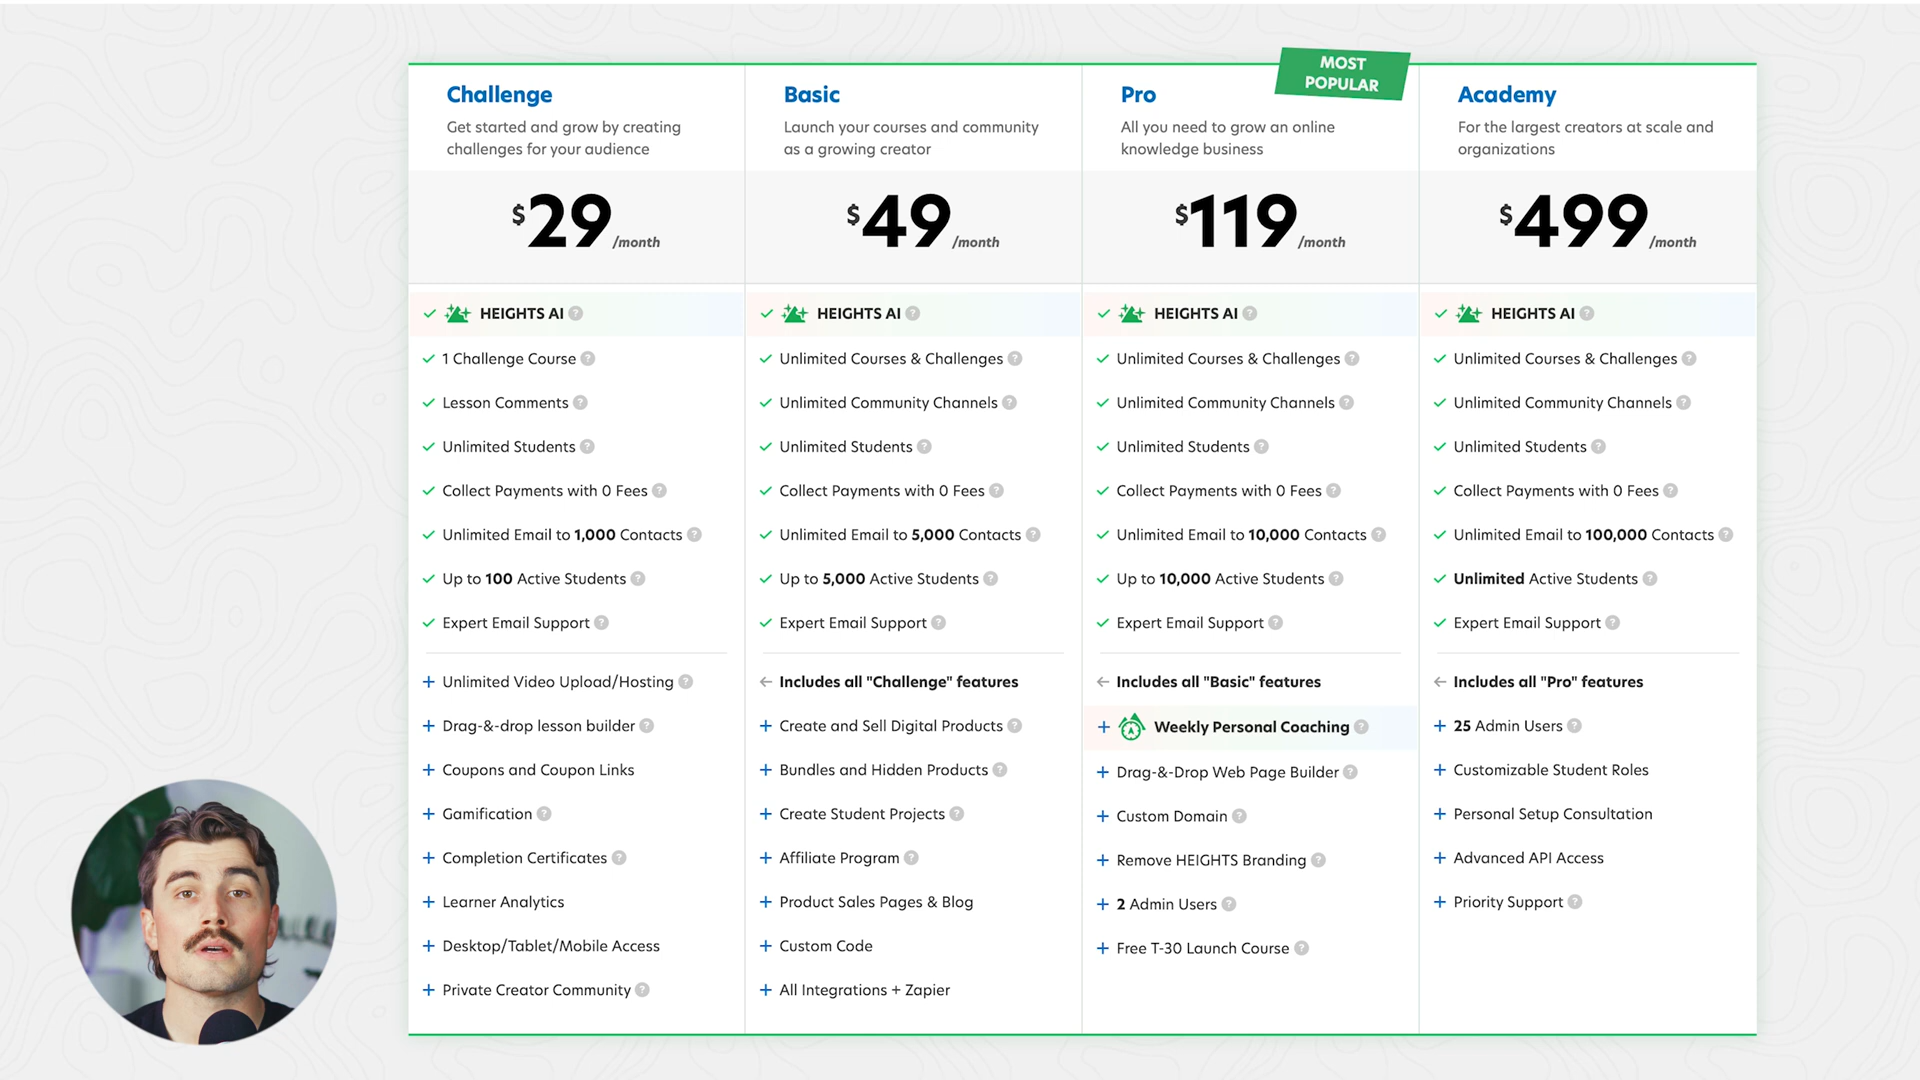 MOST
POPULAR
Challenge
Get started and grow by creating
challenges for your audience
$29/month
HEIGHTS AI ?
1 Challenge Course ?
Lesson Comments ?
Unlimited Students ?
Collect Payments with 0 Fees ?
Unlimited Email to 1,000 Contacts ?
Up to 100 Active Students ?
Expert Email Support ?
+ Unlimited Video Upload/Hosting ?
+ Drag-&-drop lesson builder ?
+ Coupons and Coupon Links
+ Gamification ?
+ Completion Certificates ?
+ Learner Analytics
+ Desktop/Tablet/Mobile Access
+ Private Creator Community ?
Basic
Launch your courses and community
as a growing creator
$49/month
HEIGHTS AI ?
Unlimited Courses & Challenges ?
Unlimited Community Channels ?
Unlimited Students ?
Collect Payments with 0 Fees ?
Unlimited Email to 5,000 Contacts ?
Up to 5,000 Active Students ?
Expert Email Support ?
Includes all "Challenge" features
+ Create and Sell Digital Products ?
+ Bundles and Hidden Products ?
+ Create Student Projects ?
+ Affiliate Program ?
+ Product Sales Pages & Blog
+ Custom Code
+ All Integrations + Zapier
Pro
All you need to grow an online
knowledge business
$119/month
HEIGHTS AI ?
Unlimited Courses & Challenges ?
Unlimited Community Channels ?
Unlimited Students ?
Collect Payments with 0 Fees ?
Unlimited Email to 10,000 Contacts ?
Up to 10,000 Active Students ?
Expert Email Support ?
Includes all "Basic" features
+ Weekly Personal Coaching ?
+ Drag-&-Drop Web Page Builder ?
+ Custom Domain ?
+ Remove HEIGHTS Branding ?
+ 2 Admin Users ?
+ Free T-30 Launch Course ?
Academy
For the largest creators at scale and
organizations
$499/month
HEIGHTS AI ?
Unlimited Courses & Challenges ?
Unlimited Community Channels ?
Unlimited Students ?
Collect Payments with 0 Fees ?
Unlimited Email to 100,000 Contacts ?
Unlimited Active Students ?
Expert Email Support ?
Includes all "Pro" features
+ 25 Admin Users ?
+ Customizable Student Roles
+ Personal Setup Consultation
+ Advanced API Access
+ Priority Support ?